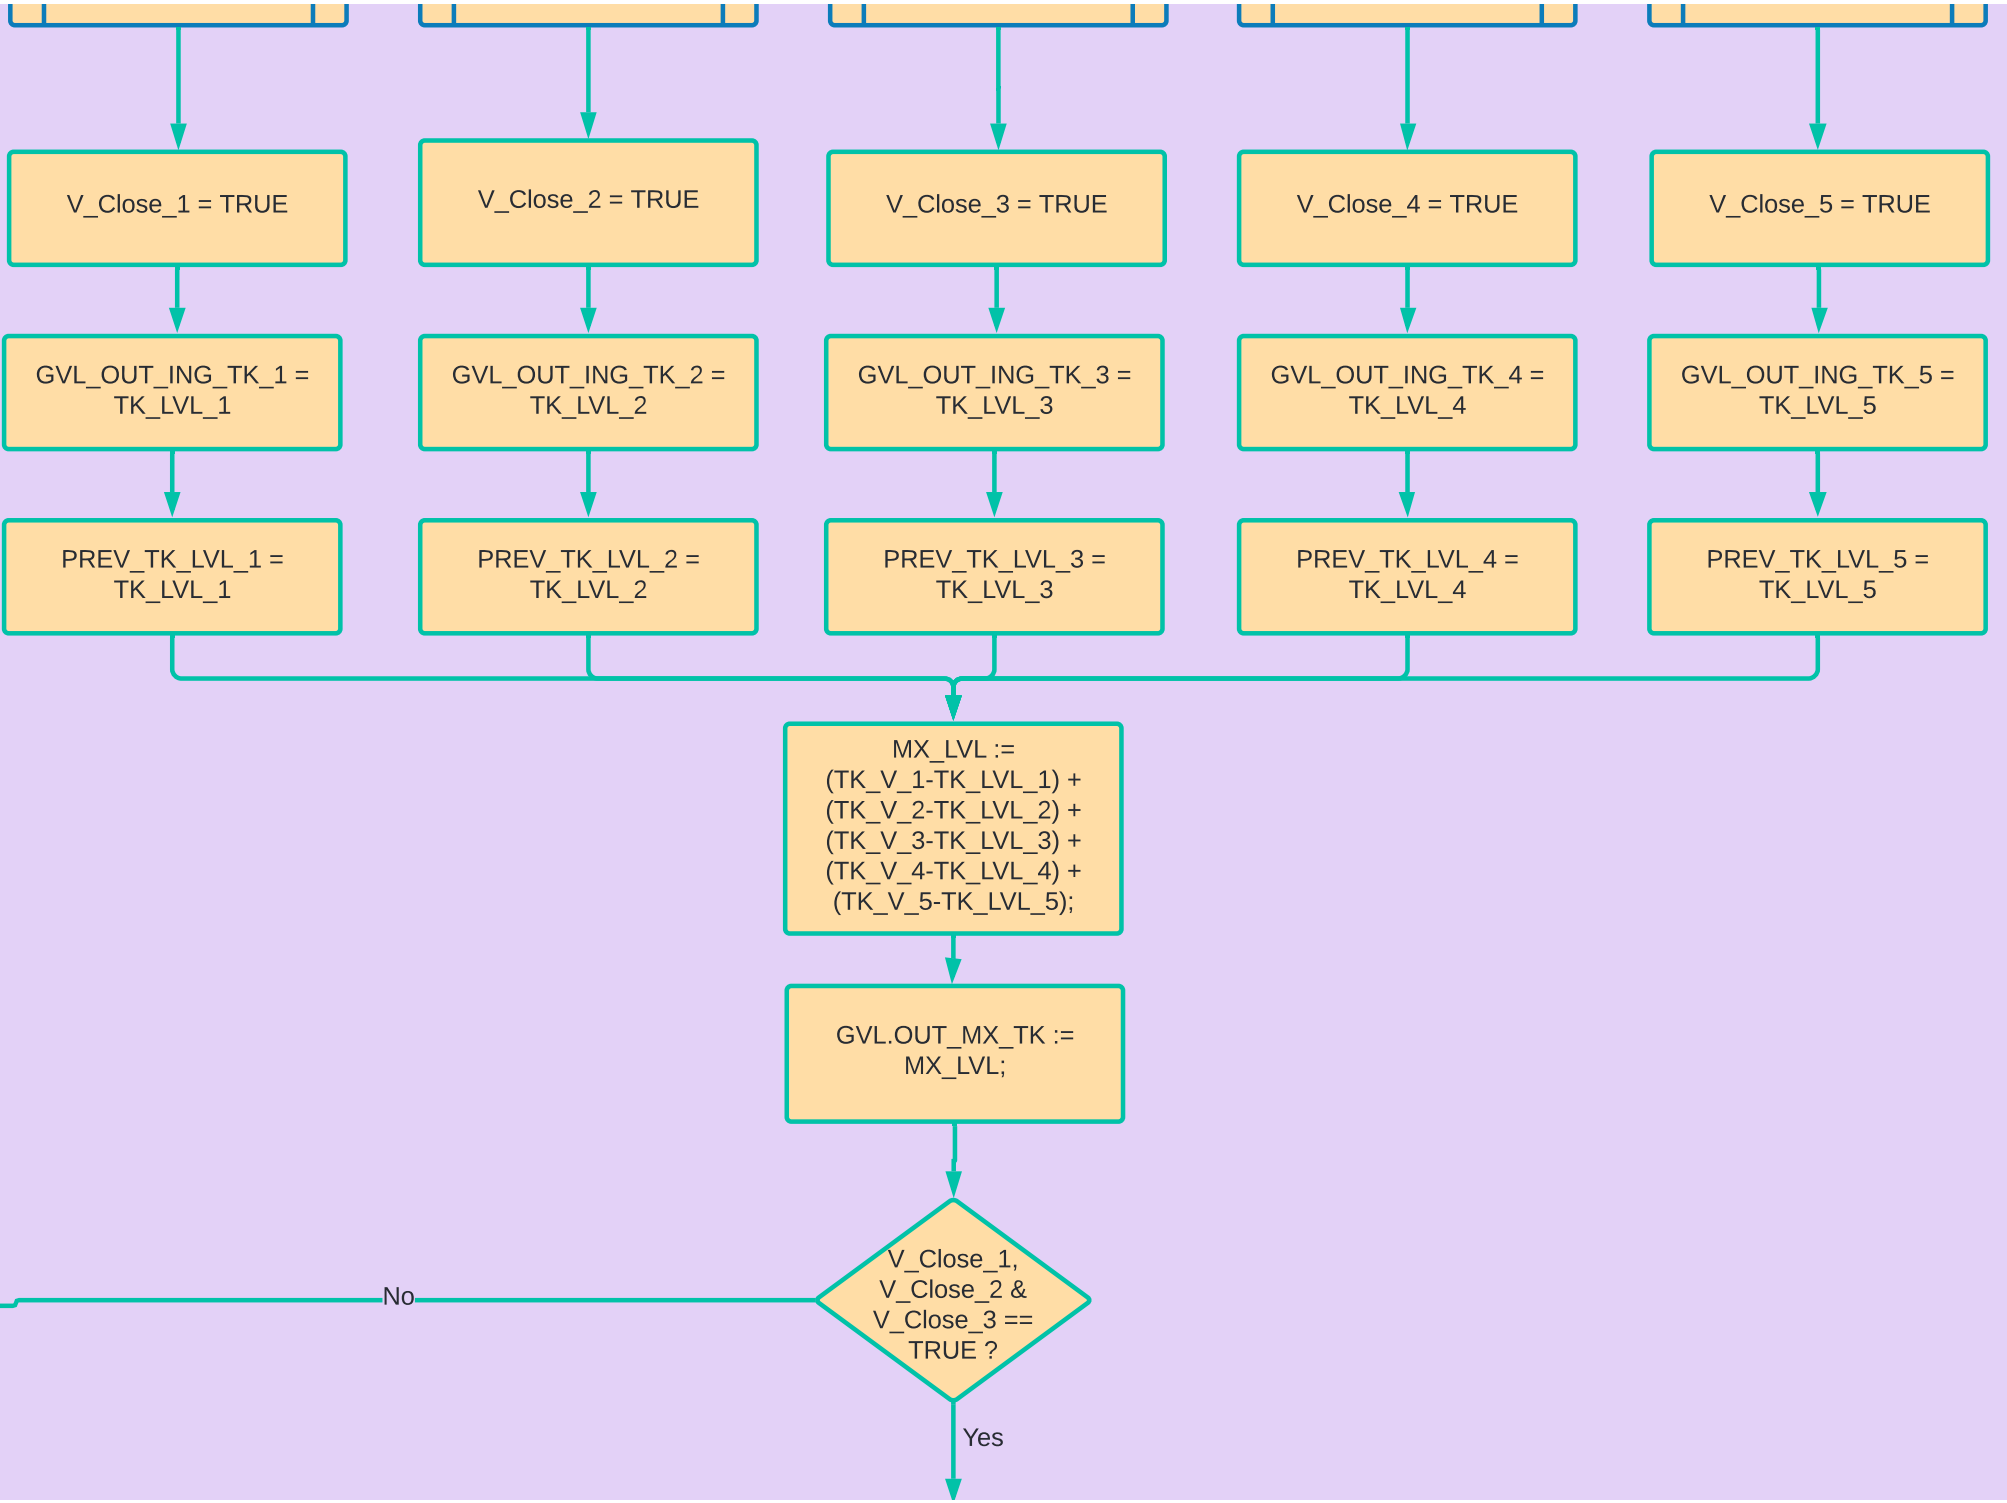 V_Close_1 = TRUE
V_Close_2 = TRUE
V_Close_3 = TRUE
V_Close_4 = TRUE
V_Close_5 = TRUE
GVL_OUT_ING_TK_1 =
TK_LVL_1
GVL_OUT_ING_TK_2 =
TK_LVL_2
GVL_OUT_ING_TK_3 =
TK_LVL_3
GVL_OUT_ING_TK_4 =
TK_LVL_4
GVL_OUT_ING_TK_5 =
TK_LVL_5
PREV_TK_LVL_1 =
TK_LVL_1
PREV_TK_LVL_2 =
TK_LVL_2
PREV_TK_LVL_3 =
TK_LVL_3
PREV_TK_LVL_4 =
TK_LVL_4
PREV_TK_LVL_5 =
TK_LVL_5
MX_LVL :=
(TK_V_1-TK_LVL_1) +
(TK_V_2-TK_LVL_2) +
(TK_V_3-TK_LVL_3) +
(TK_V_4-TK_LVL_4) +
(TK_V_5-TK_LVL_5);
GVL.OUT_MX_TK :=
MX_LVL;
V_Close_1,
V_Close_2 &
V_Close_3 ==
TRUE ?
No
Yes